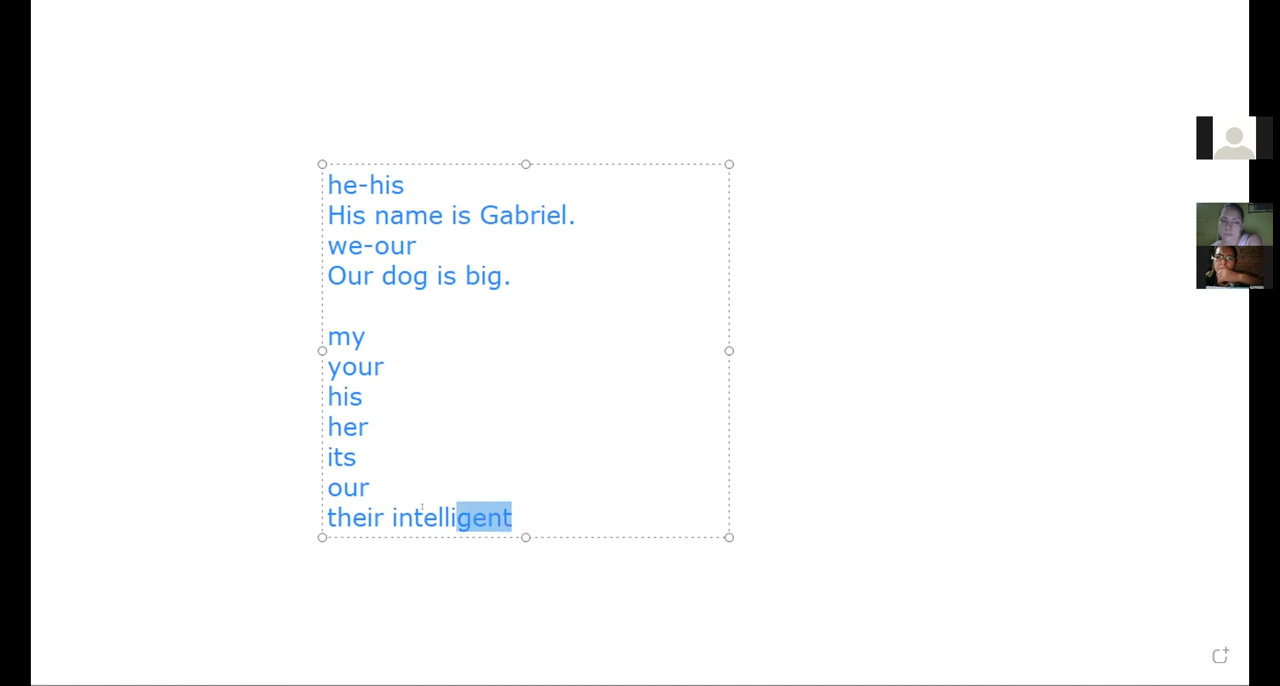 he-his
His name is Gabriel.
we-our
Our dog is big.
my
your
his
her
its
our
their intelligent